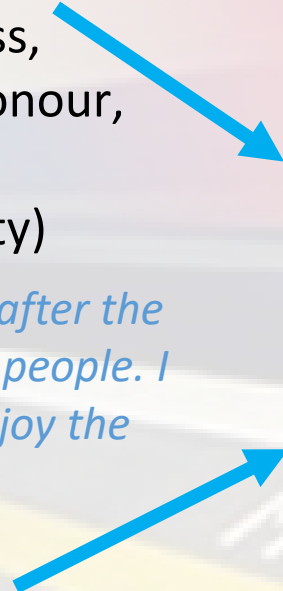 ss,
onour,
ty)
after the
people. I
joy the